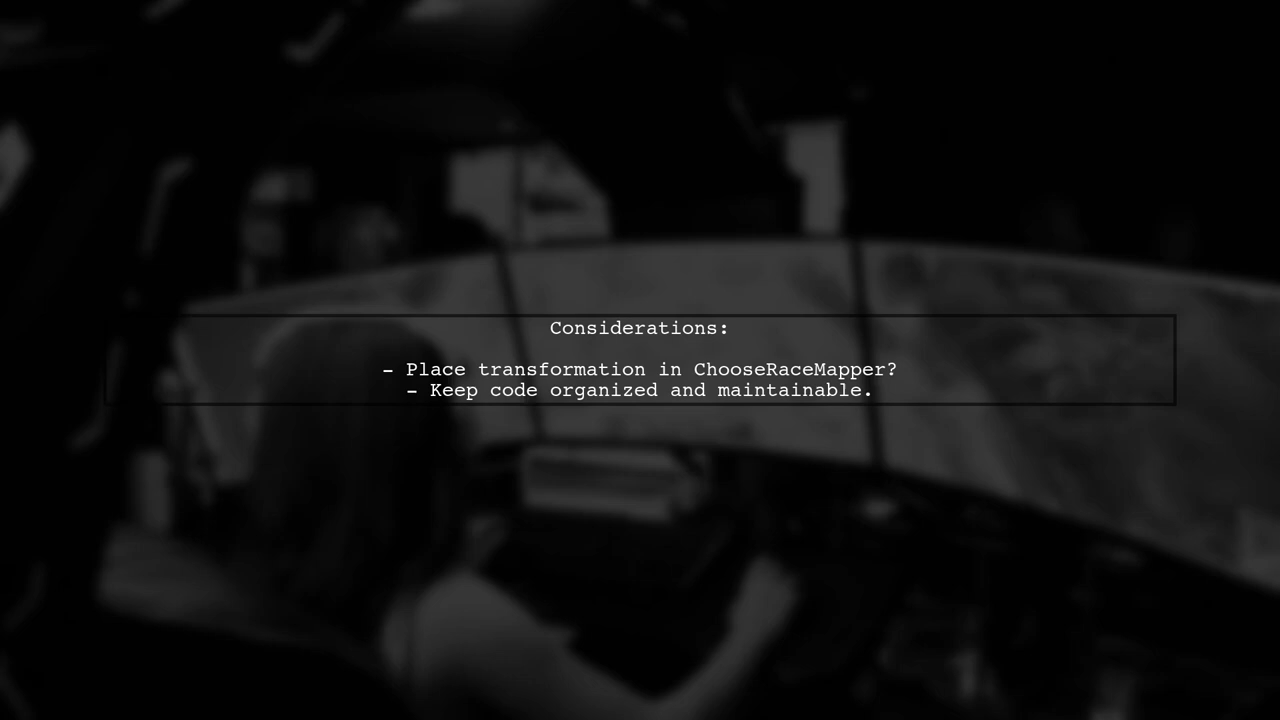 Considerations:
- Place transformation in ChooseRaceMapper?
- Keep code organized and maintainable.